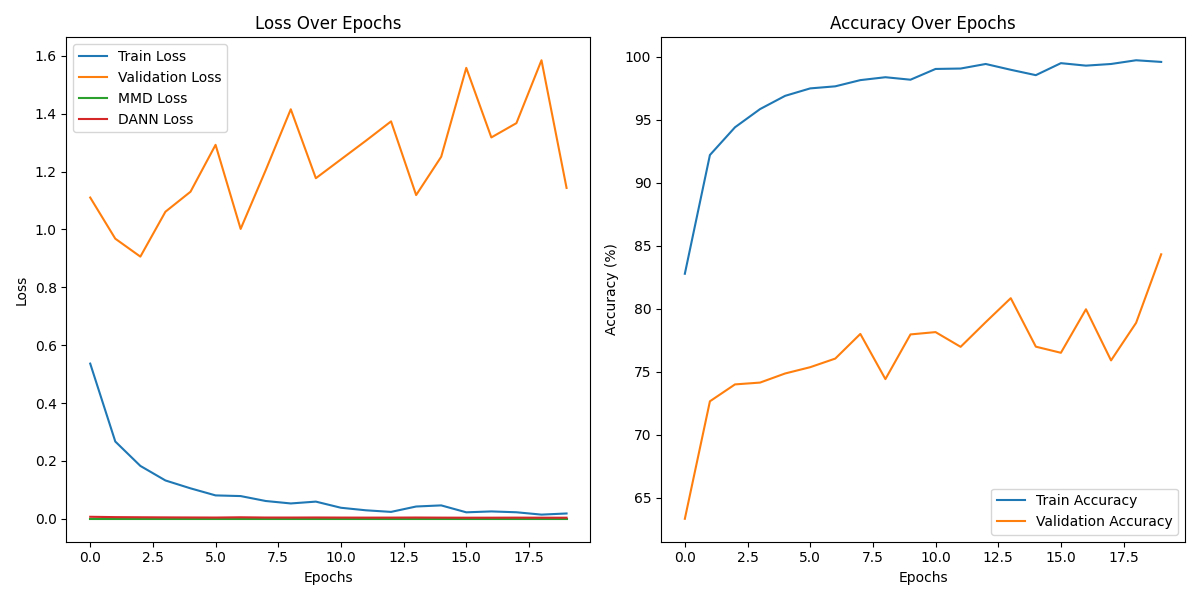 Loss Over Epochs
Train Loss
Validation Loss
MMD Loss
DANN Loss
1.6
1.4
1.2
1.0
0.8
0.6
0.4
0.2
0.0
Loss
0.0 2.5 5.0 7.5 10.0 12.5 15.0 17.5
Epochs
Accuracy Over Epochs
100
95
90
85
80
75
70
65
Accuracy (%)
Train Accuracy
Validation Accuracy
0.0 2.5 5.0 7.5 10.0 12.5 15.0 17.5
Epochs